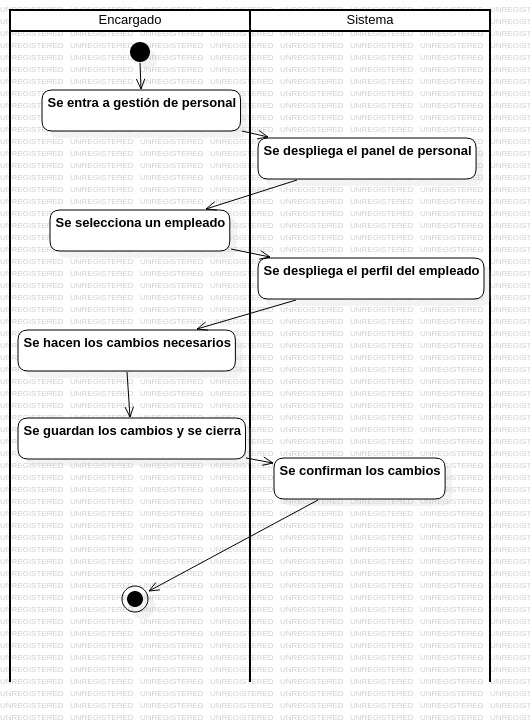 Encargado
Sistema
Se entra a gestión de personal
Se despliega el panel de personal
Se selecciona un empleado
Se despliega el perfil del empleado
Se hacen los cambios necesarios
Se guardan los cambios y se cierra
Se confirman los cambios
UNREGISTERED